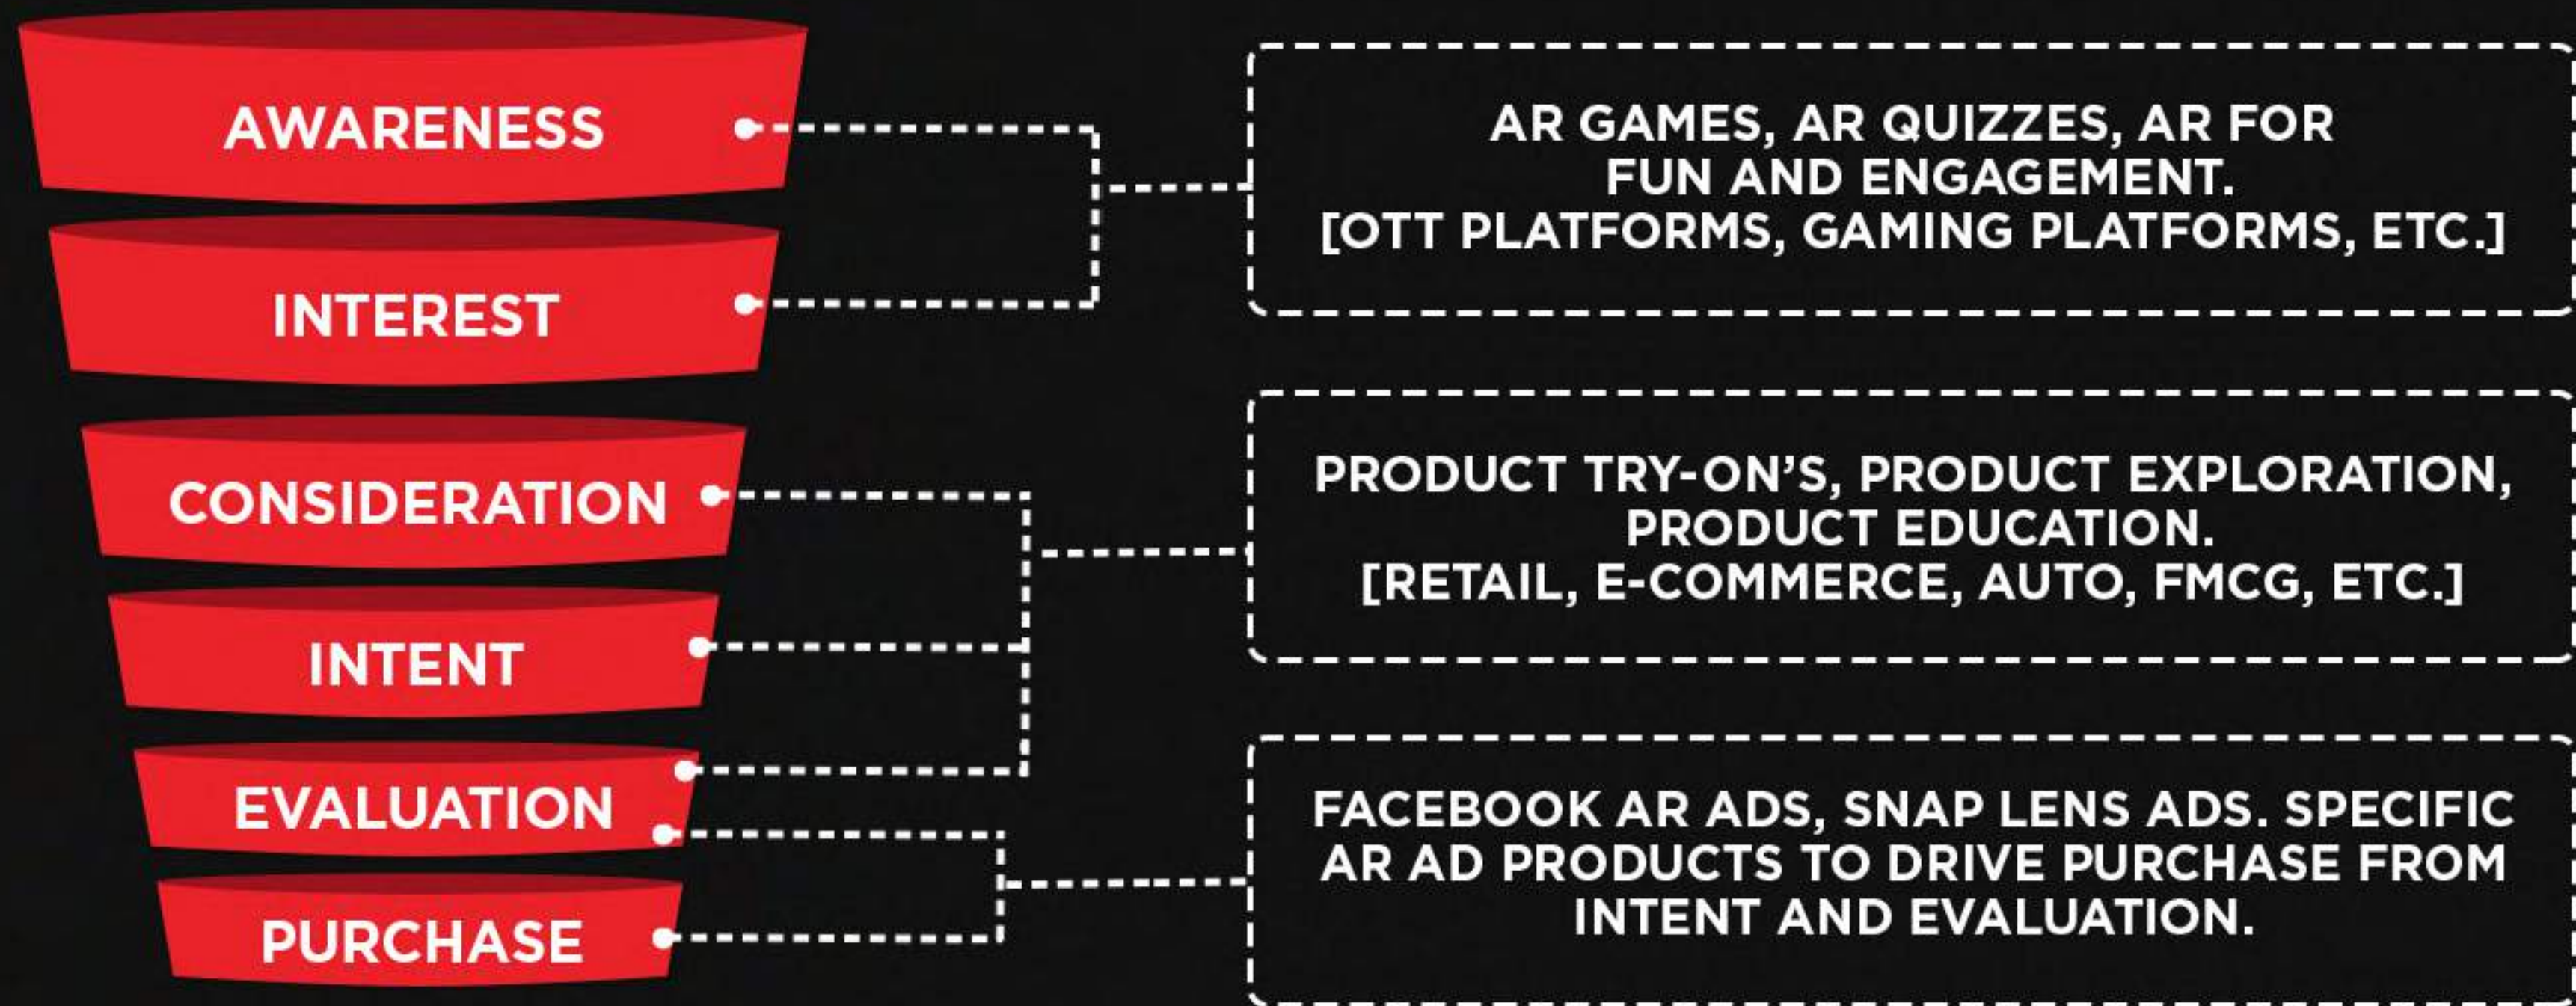 AWARENESS
INTEREST
CONSIDERATION
INTENT
EVALUATION
PURCHASE
AR GAMES, AR QUIZZES, AR FOR
FUN AND ENGAGEMENT.
[OTT PLATFORMS, GAMING PLATFORMS, ETC.]
PRODUCT TRY-ON’S, PRODUCT EXPLORATION,
PRODUCT EDUCATION.
[RETAIL, E-COMMERCE, AUTO, FMCG, ETC.]
FACEBOOK AR ADS, SNAP LENS ADS. SPECIFIC
AR AD PRODUCTS TO DRIVE PURCHASE FROM
INTENT AND EVALUATION.